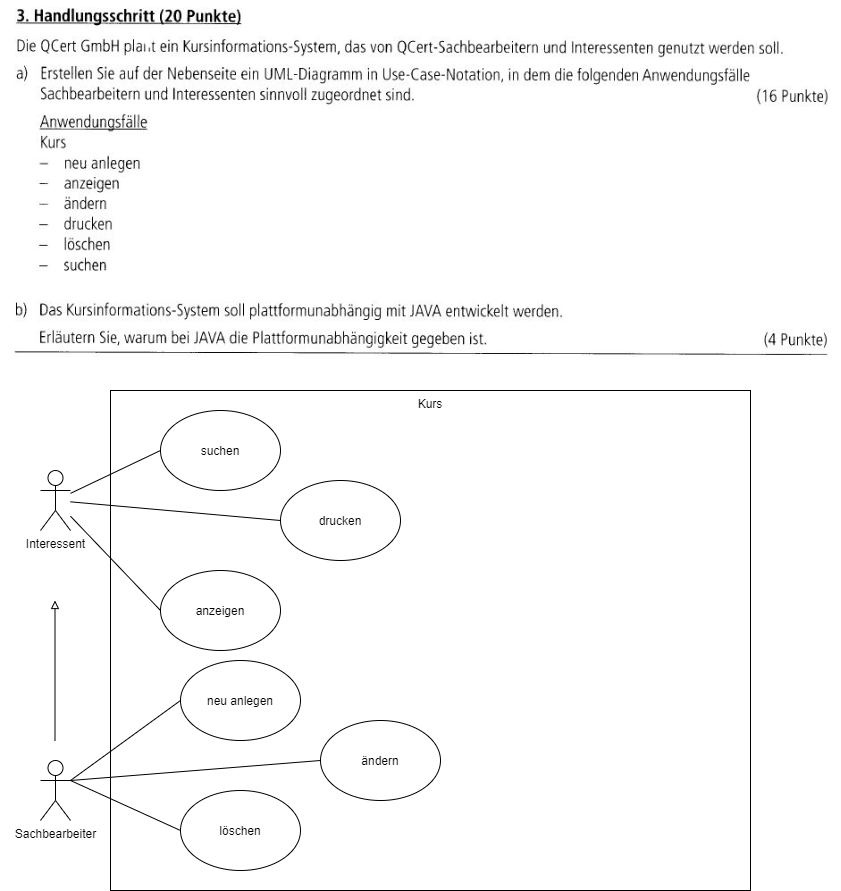 3. Handlungsschritt (20 Punkte)
Die QCert GmbH plant ein Kursinformations-System, das von QCert-Sachbearbeitern und Interessenten genutzt werden soll.
a) Erstellen Sie auf der Nebenseite ein UML-Diagramm in Use-Case-Notation, in dem die folgenden Anwendungsfälle
Sachbearbeitern und Interessenten sinnvoll zugeordnet sind. (16 Punkte)
Anwendungsfälle
Kurs
– neu anlegen
– anzeigen
– ändern
– drucken
– löschen
– suchen
b) Das Kursinformations-System soll plattformunabhängig mit JAVA entwickelt werden.
Erläutern Sie, warum bei JAVA die Plattformunabhängigkeit gegeben ist. (4 Punkte)
Kurs
suchen
drucken
Interessent
anzeigen
neu anlegen
ändern
löschen
Sachbearbeiter